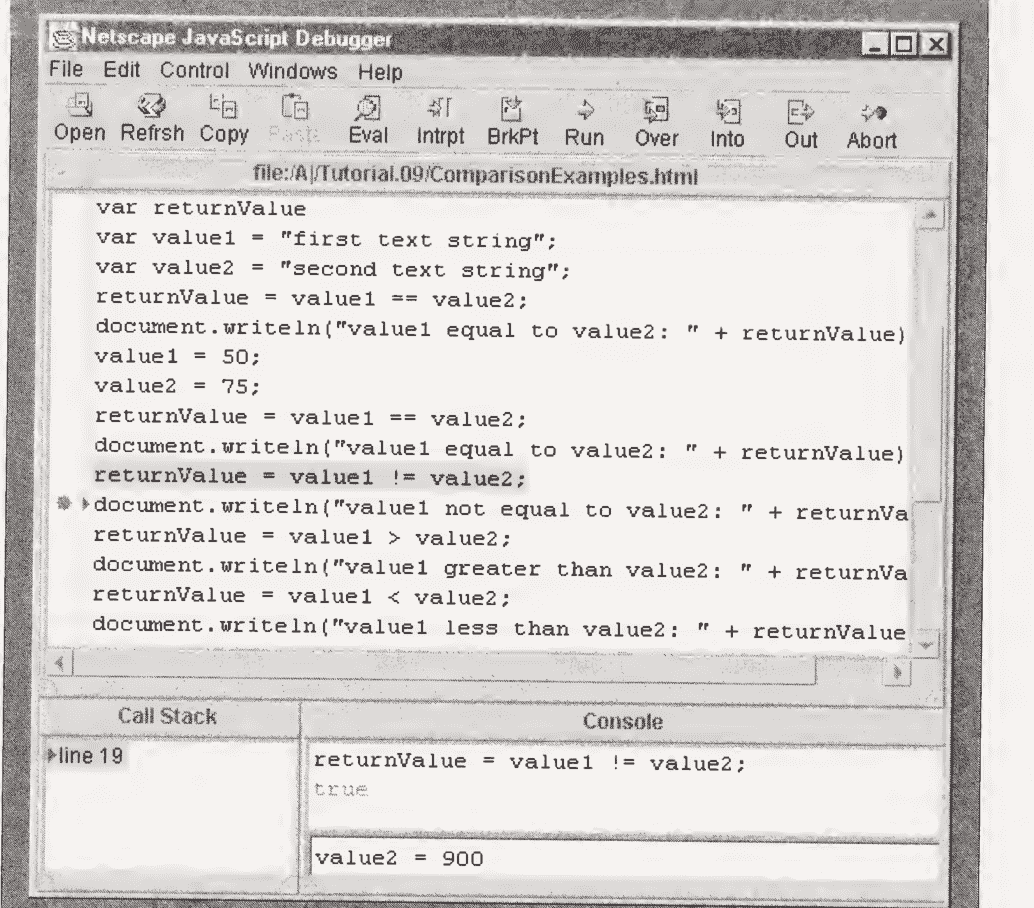 Netscape JavaScript Debugger
File Edit Control Windows Help
Open Refrsh Copy Paste Eval Intrpt BrkPt Run Over Into Out Abort
file:/A|/Tutorial.09/ComparisonExamples.html
var returnValue
var value1 = "first text string";
var value2 = "second text string";
returnValue = value1 == value2;
document.writeln("value1 equal to value2: " + returnValue)
value1 = 50;
value2 = 75;
returnValue = value1 == value2;
document.writeln("value1 equal to value2: " + returnValue)
returnValue = value1 != value2;
document.writeln("value1 not equal to value2: " + returnVa
returnValue = value1 > value2;
document.writeln("value1 greater than value2: " + returnVa
returnValue = value1 < value2;
document.writeln("value1 less than value2: " + returnValue
Call Stack
Console
line 19
returnValue = value1 != value2;
true
value2 = 900